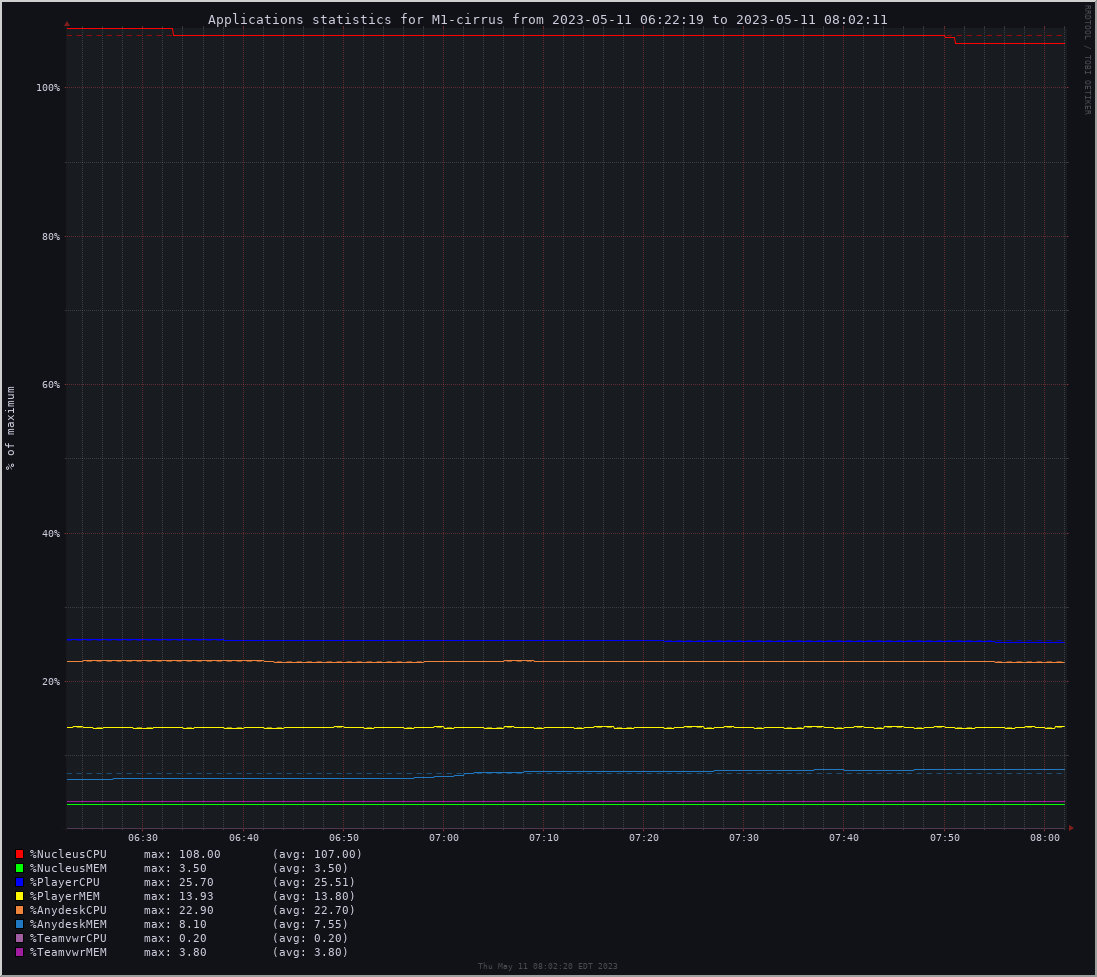 Applications statistics for M1-cirrus from 2023-05-11 06:22:19 to 2023-05-11 08:02:11
RRDTOOL / TOBI OETIKER
% of maximum
100%
80%
60%
40%
20%
06:30 06:40 06:50 07:00 07:10 07:20 07:30 07:40 07:50 08:00
%NucleusCPU max: 108.00 (avg: 107.00)
%NucleusMEM max: 3.50 (avg: 3.50)
%PlayerCPU max: 25.70 (avg: 25.51)
%PlayerMEM max: 13.93 (avg: 13.80)
%AnydeskCPU max: 22.90 (avg: 22.70)
%AnydeskMEM max: 8.10 (avg: 7.55)
%TeamvwrCPU max: 0.20 (avg: 0.20)
%TeamvwrMEM max: 3.80 (avg: 3.80)
Thu May 11 08:02:20 EDT 2023